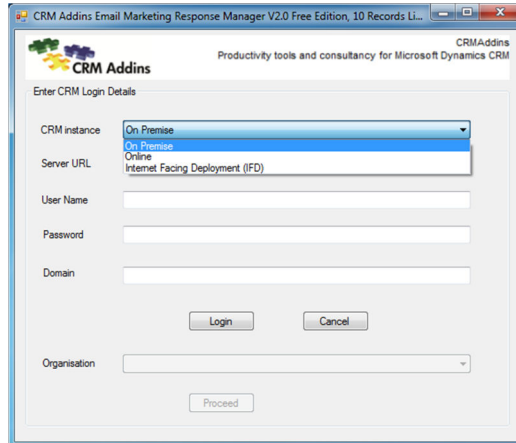 CRM Addins Email Marketing Response Manager V2.0 Free Edition, 10 Records Li...
CRM Addins
CRMAddins
Productivity tools and consultancy for Microsoft Dynamics CRM
Enter CRM Login Details
CRM instance
On Premise
On Premise
Online
Internet Facing Deployment (IFD)
Server URL
User Name
Password
Domain
Login
Cancel
Organisation
Proceed